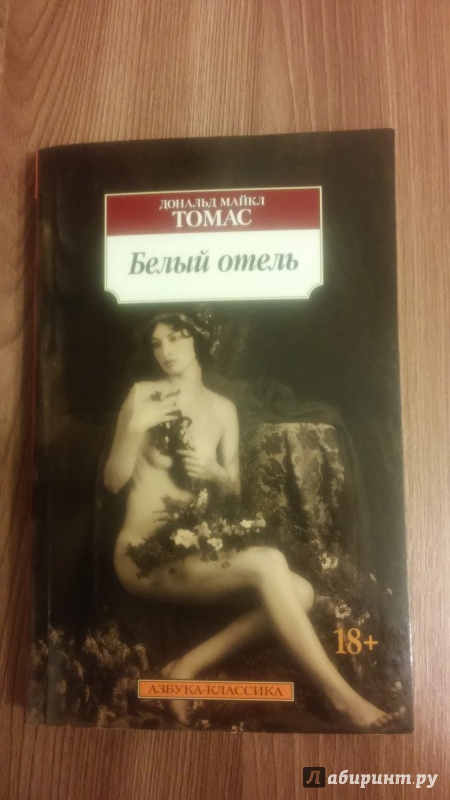 ДОНАЛЬД МАЙКЛ
ТОМАС
Белый отель
18+
АЗБУКА-КЛАССИКА
Лабиринт.ру